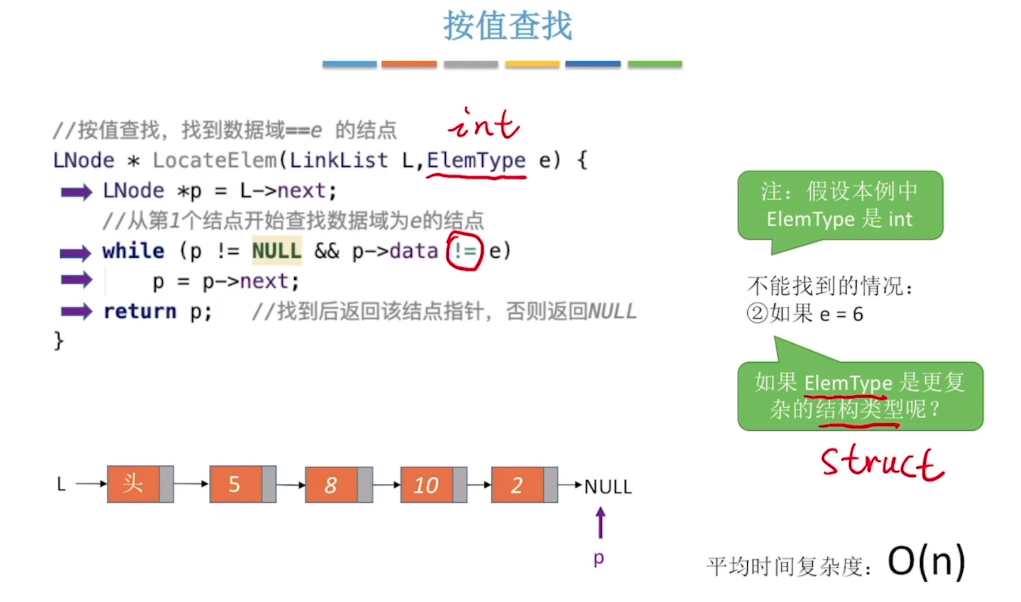 按值查找
//按值查找，找到数据域==e 的结点
int
LNode * LocateElem(LinkList L,ElemType e) {
LNode *p = L->next;
//从第1个结点开始查找数据域为e的结点
while (p != NULL && p->data != e)
p = p->next;
return p; //找到后返回该结点指针，否则返回NULL
}
注：假设本例中
ElemType 是 int
不能找到的情况：
②如果 e = 6
如果 ElemType 是更复
杂的结构类型呢？
struct
L 头 5 8 10 2 NULL
p
平均时间复杂度：O(n)